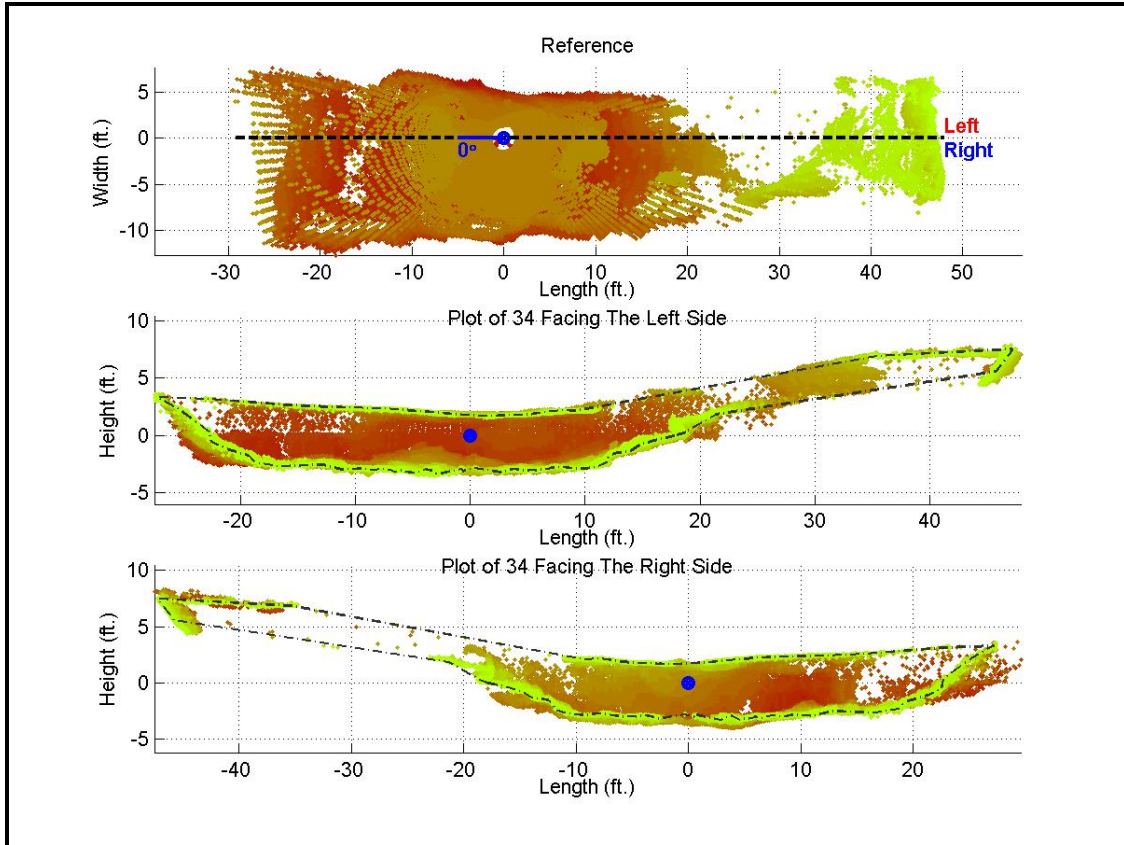 Reference
Width (ft.)
5
0
-5
-10
0°
Left
Right
-30 -20 -10 0 10 20 30 40 50
Length (ft.)
Plot of 34 Facing The Left Side
Height (ft.)
10
5
0
-5
-20 -10 0 10 20 30 40
Length (ft.)
Plot of 34 Facing The Right Side
Height (ft.)
10
5
0
-5
-40 -30 -20 -10 0 10 20
Length (ft.)